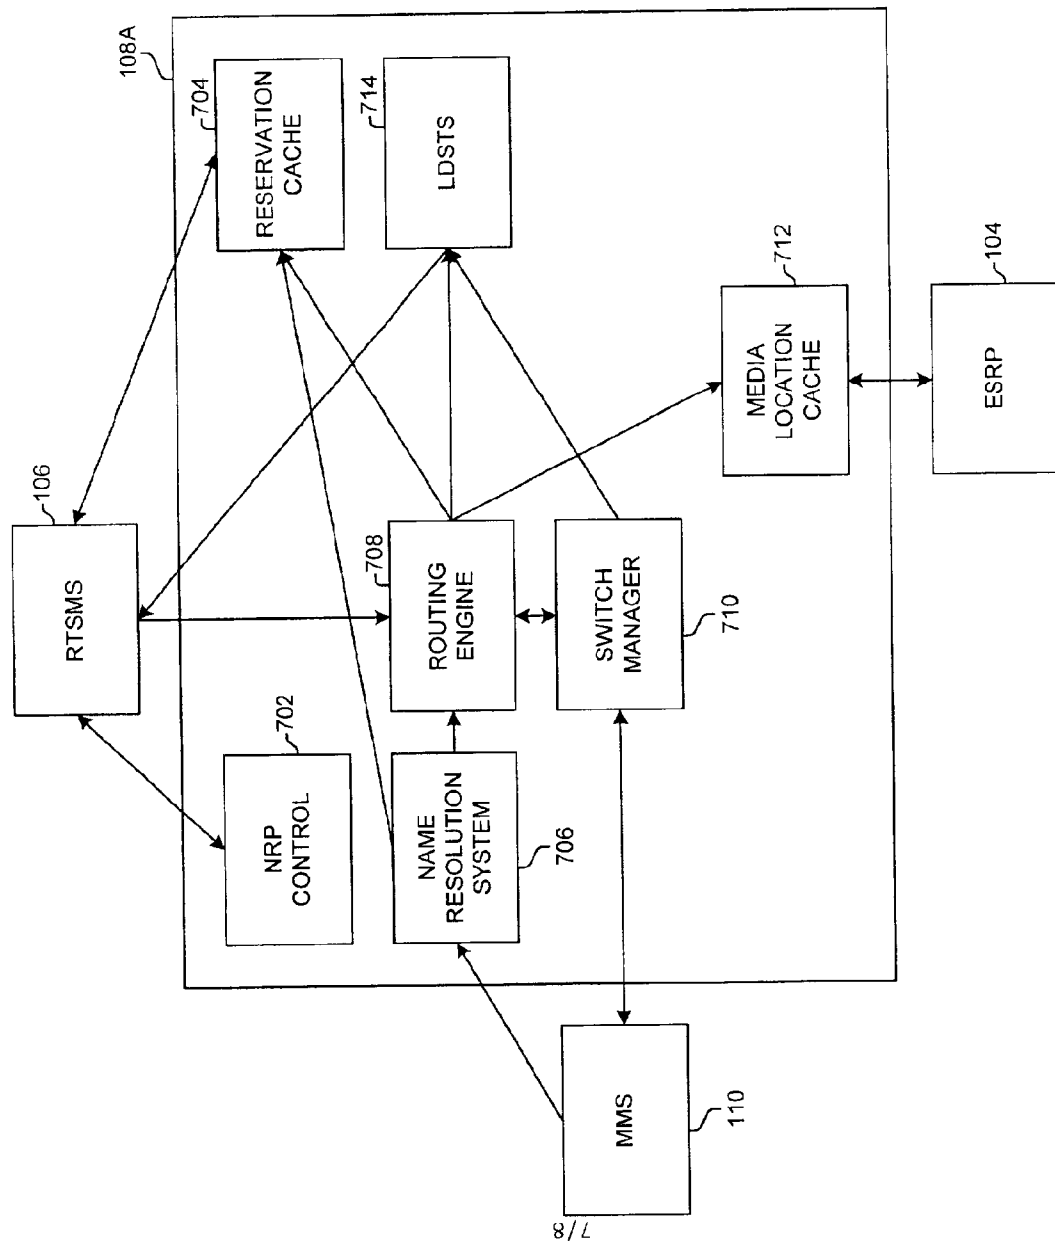 108A
704
RESERVATION
CACHE
714
LDSTS
106
RTSMS
708
ROUTING
ENGINE
712
MEDIA
LOCATION
CACHE
104
ESRP
702
NRP
CONTROL
NAME
RESOLUTION
SYSTEM
706
SWITCH
MANAGER
710
MMS
110
7/8